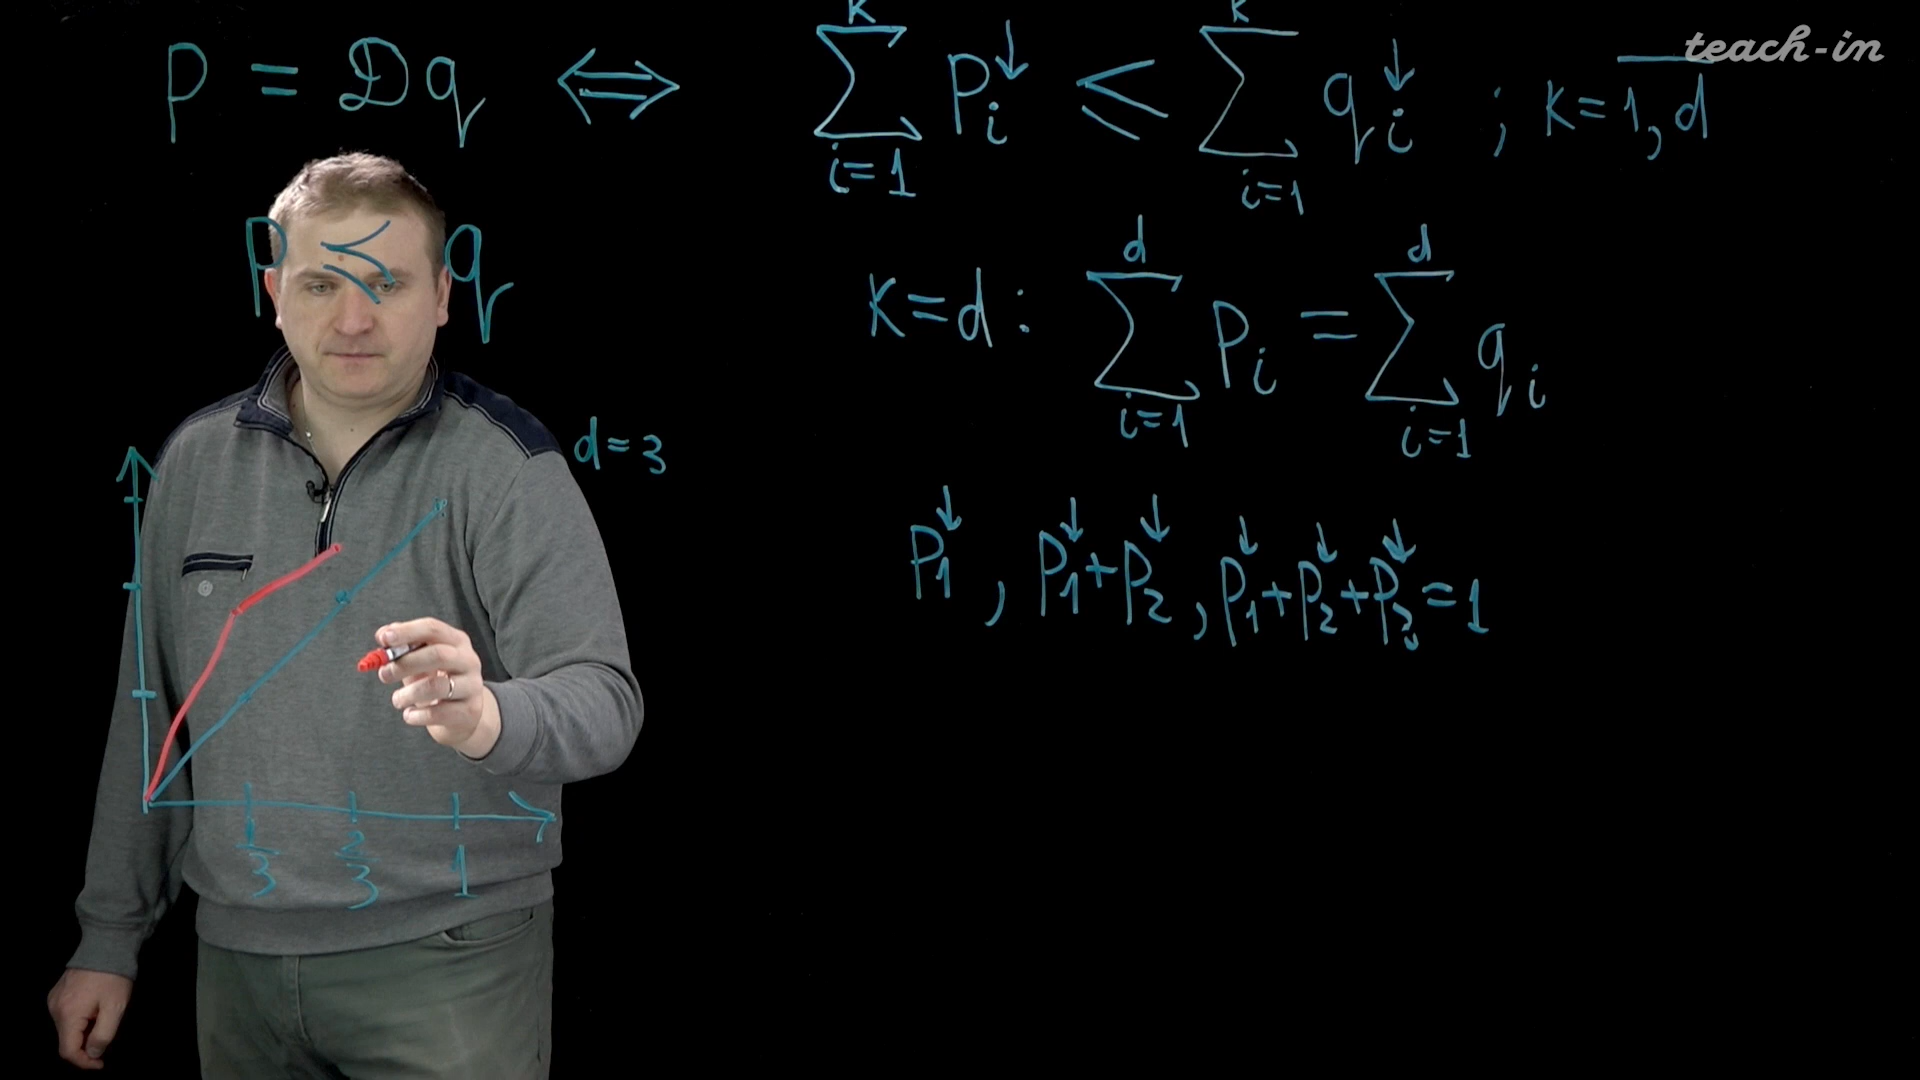 teach-in
p = 𝒟q ⟺ ∑_{i=1}^{K} p_i^↓ ⩽ ∑_{i=1}^{K} q_i^↓ ; K = \overline{1, d}
p ≺ q
K = d : ∑_{i=1}^{d} p_i = ∑_{i=1}^{d} q_i
d = 3
p_1^↓ , p_1^↓ + p_2^↓ , p_1^↓ + p_2^↓ + p_3^↓ = 1
1/3 2/3 1